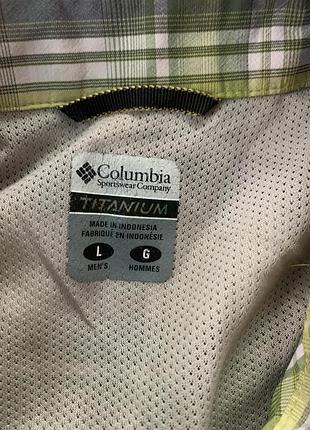 Columbia
Sportswear Company
TITANIUM
MADE IN INDONESIA
FABRIQUÉ EN INDONÉSIE
L G
MEN'S HOMMES